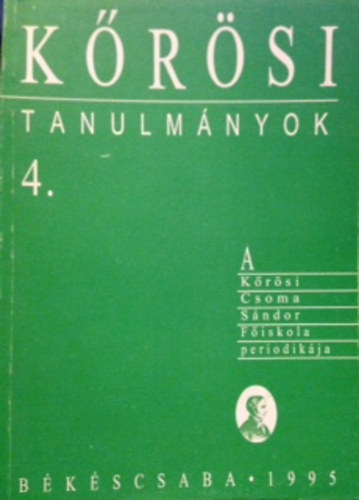 KŐRÖSI
TANULMÁNYOK
4.
A
Kőrösi
Csoma
Sándor
Főiskola
periodikája
BÉKÉSCSABA • 1995